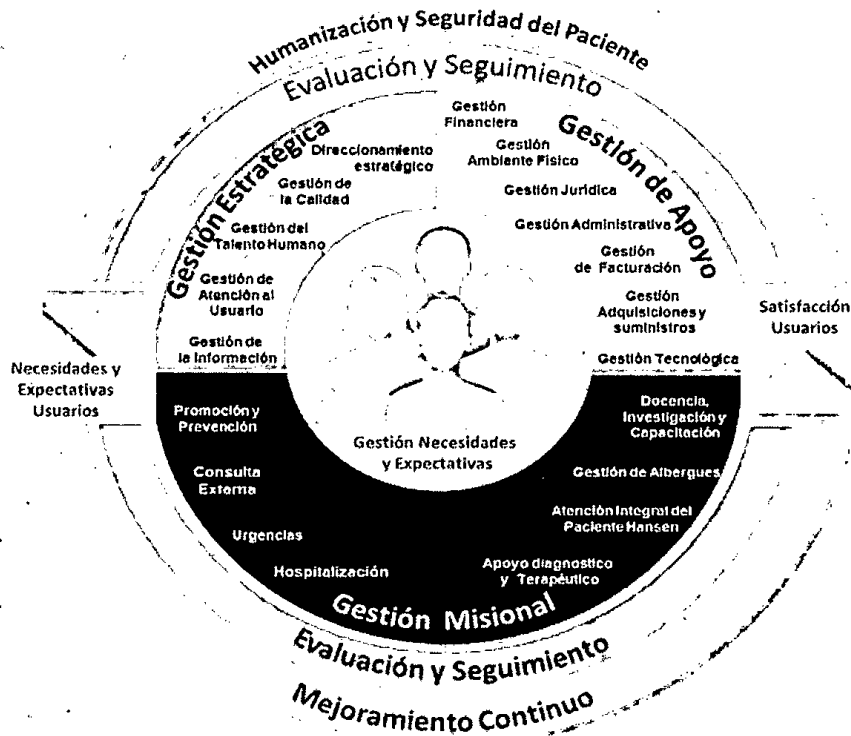 Humanización y Seguridad del Paciente
Evaluación y Seguimiento
Gestión Estratégica
Direccionamiento
estratégico
Gestión de
la Calidad
Gestión del
Talento Humano
Gestión de
Atención al
Usuario
Gestión de
la Información
Gestión de Apoyo
Gestión
Financiera
Gestión
Ambiente Físico
Gestión Jurídica
Gestión Administrativa
Gestión
de Facturación
Gestión
Adquisiciones y
suministros
Gestión Tecnológica
Necesidades y
Expectativas
Usuarios
Satisfacción
Usuarios
Gestión Necesidades
y Expectativas
Promoción y
Prevención
Consulta
Externa
Urgencias
Hospitalización
Docencia,
Investigación y
Capacitación
Gestión de Albergues
Atención Integral del
Paciente Hansen
Apoyo diagnostico
y Terapéutico
Gestión Misional
Evaluación y Seguimiento
Mejoramiento Continuo